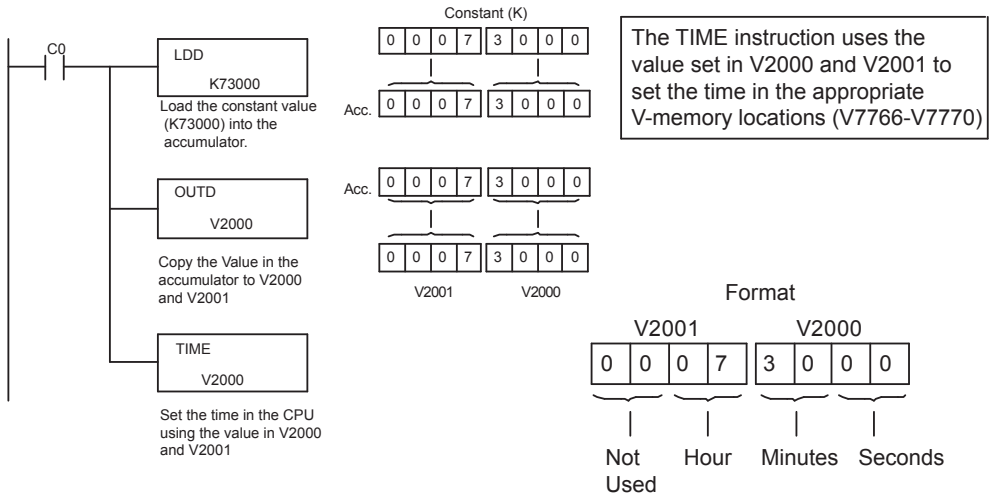 C0
LDD
K73000
Load the constant value
(K73000) into the
accumulator.
OUTD
V2000
Copy the Value in the
accumulator to V2000
and V2001
TIME
V2000
Set the time in the CPU
using the value in V2000
and V2001
Constant (K)
0 0 0 7 3 0 0 0
Acc. 0 0 0 7 3 0 0 0
Acc. 0 0 0 7 3 0 0 0
0 0 0 7 3 0 0 0
V2001 V2000
The TIME instruction uses the
value set in V2000 and V2001 to
set the time in the appropriate
V-memory locations (V7766-V7770)
Format
V2001 V2000
0 0 0 7 3 0 0 0
Not Hour Minutes Seconds
Used